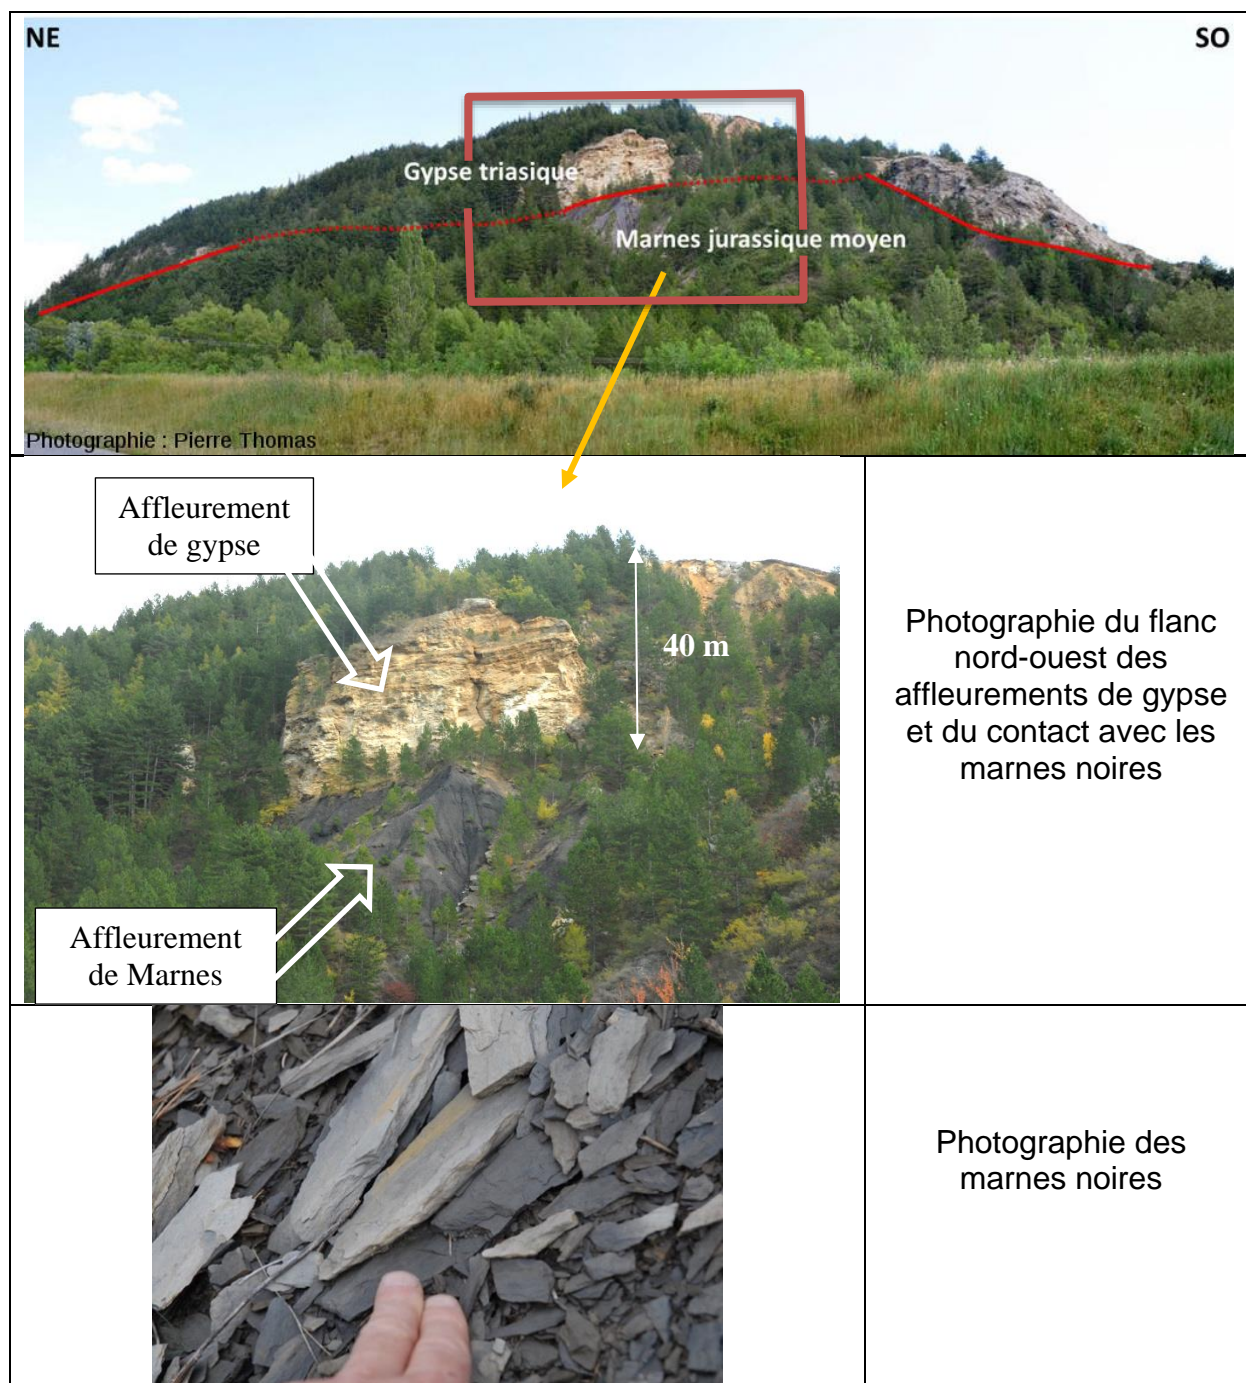 NE
SO
Gypse triasique
Marnes jurassique moyen
Photographie : Pierre Thomas
Affleurement
de gypse
40 m
Affleurement
de Marnes
Photographie du flanc
nord-ouest des
affleurements de gypse
et du contact avec les
marnes noires
Photographie des
marnes noires